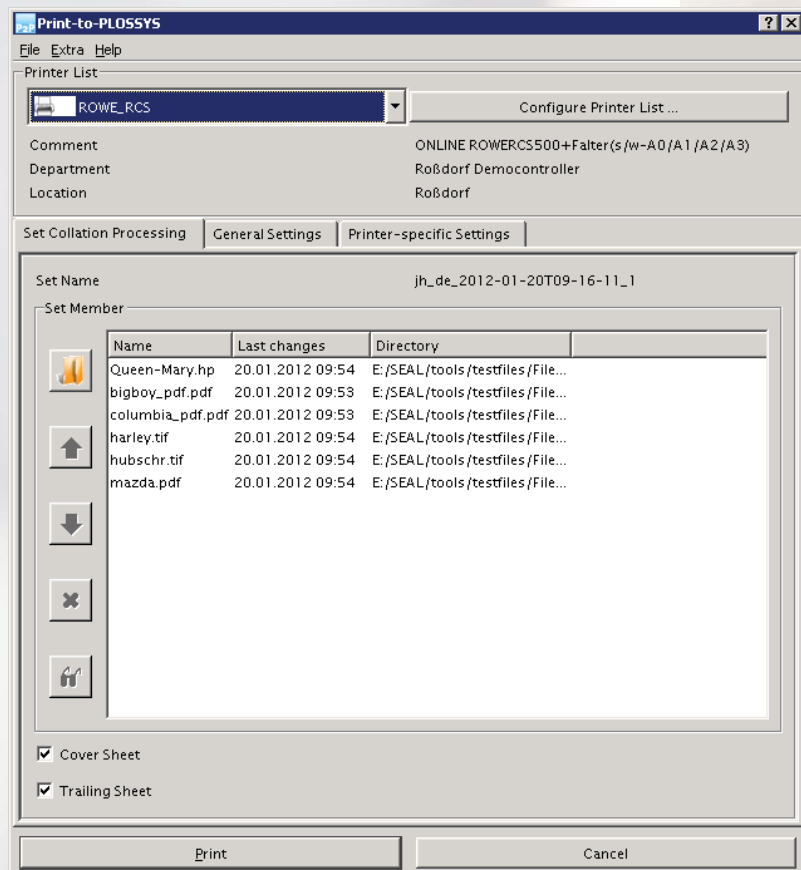 P2P Print-to-PLOSSYS
File Extra Help
Printer List
ROWE_RCS
Configure Printer List ...
Comment ONLINE ROWERCS500+Falter(s/w-A0/A1/A2/A3)
Department Roßdorf Democontroller
Location Roßdorf
Set Collation Processing General Settings Printer-specific Settings
Set Name jh_de_2012-01-20T09-16-11_1
Set Member
Name Last changes Directory
Queen-Mary.hp 20.01.2012 09:54 E:/SEAL/tools/testfiles/File...
bigboy_pdf.pdf 20.01.2012 09:53 E:/SEAL/tools/testfiles/File...
columbia_pdf.pdf 20.01.2012 09:53 E:/SEAL/tools/testfiles/File...
harley.tif 20.01.2012 09:54 E:/SEAL/tools/testfiles/File...
hubschr.tif 20.01.2012 09:54 E:/SEAL/tools/testfiles/File...
mazda.pdf 20.01.2012 09:54 E:/SEAL/tools/testfiles/File...
Cover Sheet
Trailing Sheet
Print Cancel